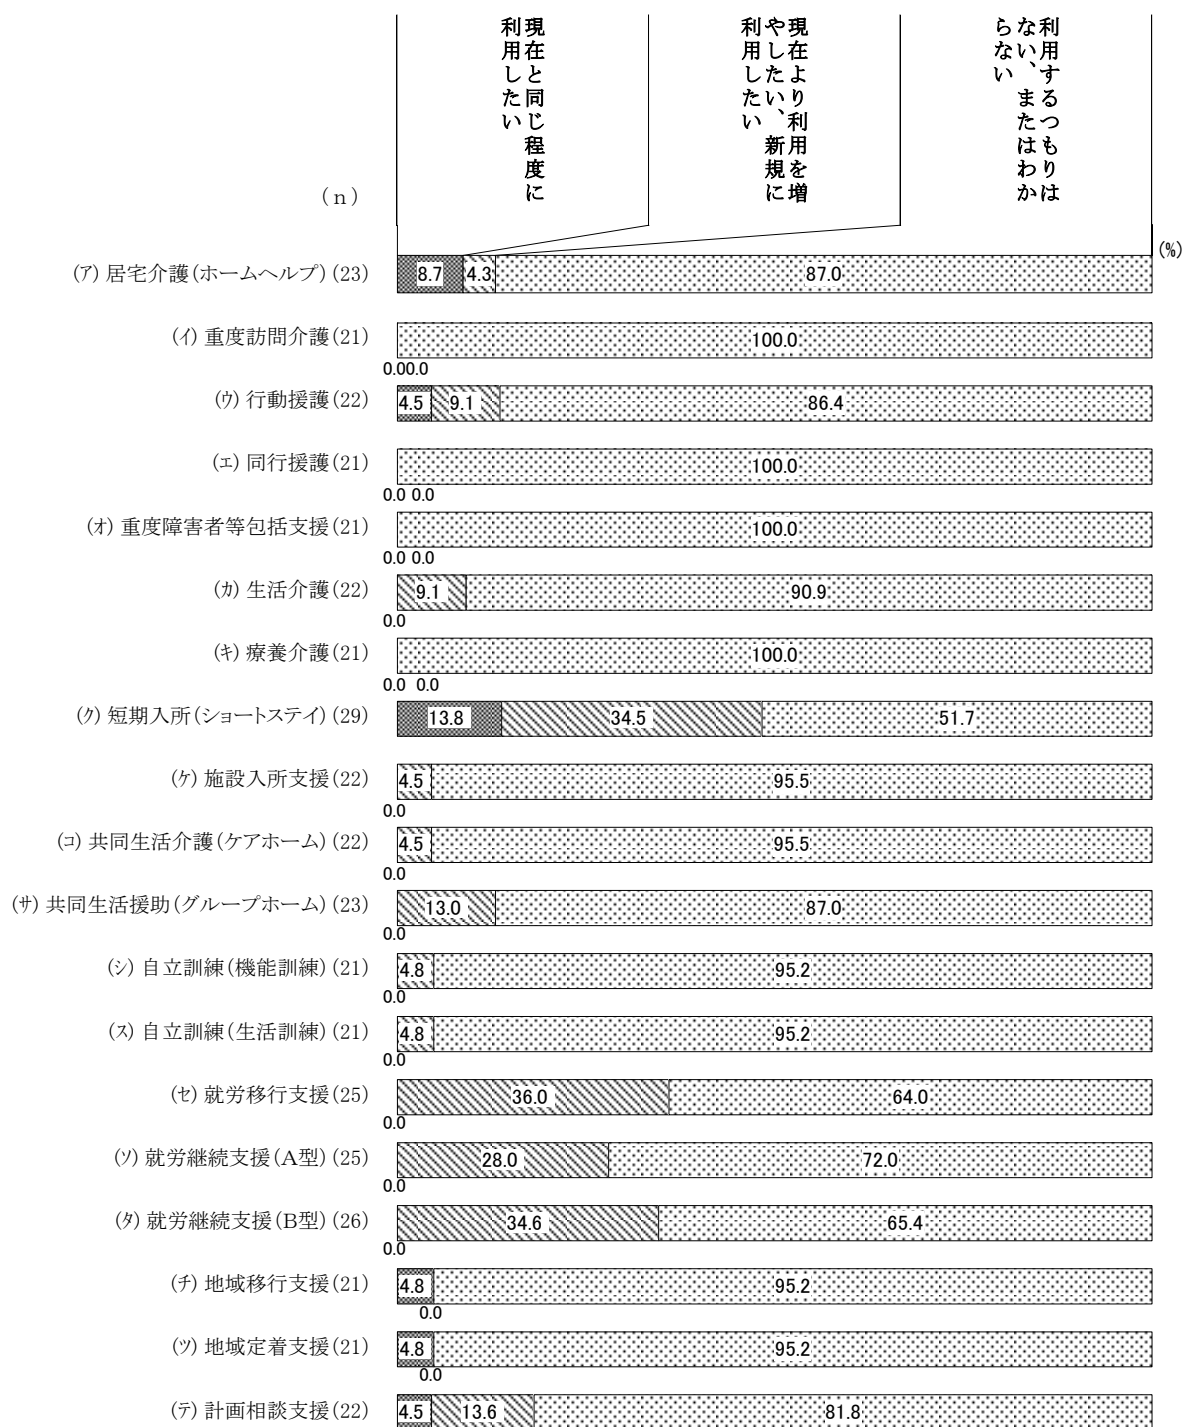 現在と同じ程度に
利用したい
現在より利用を増
やしたい、新規に
利用したい
利用するつもりは
ない、またはわか
らない
(n)
(%)
(ア) 居宅介護(ホームヘルプ) (23)
8.7 4.3 87.0
(イ) 重度訪問介護(21)
100.0
0.00.0
(ウ) 行動援護(22)
4.5 9.1 86.4
(エ) 同行援護(21)
100.0
0.0 0.0
(オ) 重度障害者等包括支援(21)
100.0
0.0 0.0
(カ) 生活介護(22)
9.1 90.9
0.0
(キ) 療養介護(21)
100.0
0.0 0.0
(ク) 短期入所(ショートステイ) (29)
13.8 34.5 51.7
(ケ) 施設入所支援(22)
4.5 95.5
0.0
(コ) 共同生活介護(ケアホーム) (22)
4.5 95.5
0.0
(サ) 共同生活援助(グループホーム) (23)
13.0 87.0
0.0
(シ) 自立訓練(機能訓練) (21)
4.8 95.2
0.0
(ス) 自立訓練(生活訓練) (21)
4.8 95.2
0.0
(セ) 就労移行支援(25)
36.0 64.0
0.0
(ソ) 就労継続支援(A型) (25)
28.0 72.0
0.0
(タ) 就労継続支援(B型) (26)
34.6 65.4
0.0
(チ) 地域移行支援(21)
4.8 95.2
0.0
(ツ) 地域定着支援(21)
4.8 95.2
0.0
(テ) 計画相談支援(22)
4.5 13.6 81.8